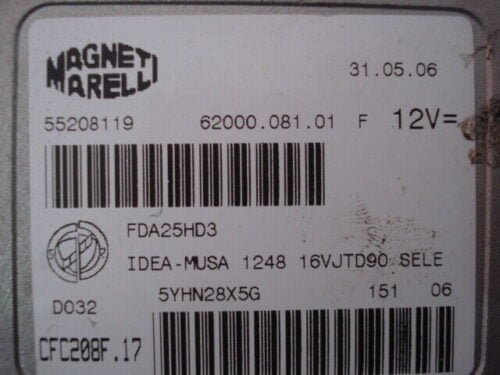 MAGNETI
MARELLI
31.05.06
55208119 62000.081.01 F 12V=
FDA25HD3
IDEA-MUSA 1248 16VJTD90 SELE
D032 5YHN28X5G 151 06
CFC208F.17